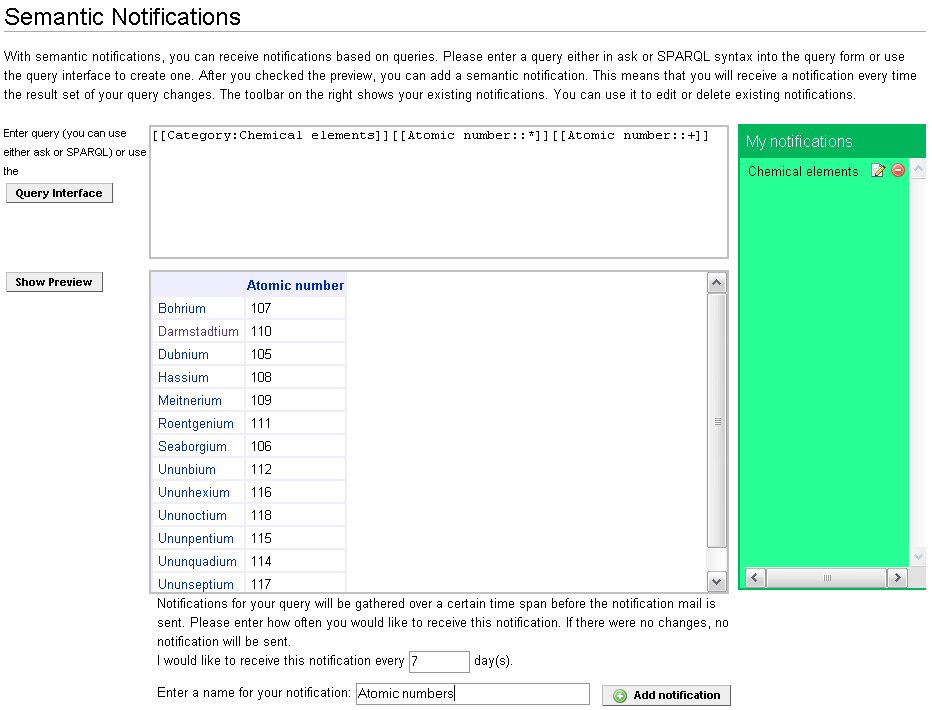 Semantic Notifications
With semantic notifications, you can receive notifications based on queries. Please enter a query either in ask or SPARQL syntax into the query form or use
the query interface to create one. After you checked the preview, you can add a semantic notification. This means that you will receive a notification every time
the result set of your query changes. The toolbar on the right shows your existing notifications. You can use it to edit or delete existing notifications.
Enter query (you can use
either ask or SPARQL) or use
the
Query Interface
[[Category:Chemical elements]][[Atomic number::*]][[Atomic number::+]]
My notifications
Chemical elements
Show Preview
Atomic number
Bohrium 107
Darmstadtium 110
Dubnium 105
Hassium 108
Meitnerium 109
Roentgenium 111
Seaborgium 106
Ununbium 112
Ununhexium 116
Ununoctium 118
Ununpentium 115
Ununquadium 114
Ununseptium 117
Notifications for your query will be gathered over a certain time span before the notification mail is
sent. Please enter how often you would like to receive this notification. If there were no changes, no
notification will be sent.
I would like to receive this notification every 7 day(s).
Enter a name for your notification: Atomic numbers
Add notification